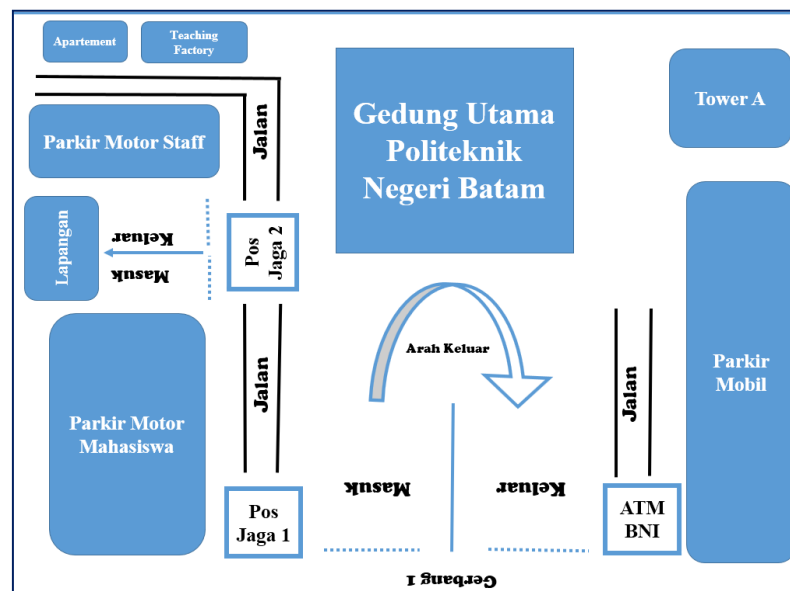 Apartement
Teaching
Factory
Gedung Utama
Politeknik
Negeri Batam
Tower A
Parkir Motor Staff
Jalan
Lapangan
Keluar
Masuk
Pos
Jaga 2
Arah Keluar
Jalan
Jalan
Parkir
Mobil
Parkir Motor
Mahasiswa
Masuk
Keluar
Pos
Jaga 1
ATM
BNI
Gerbang 1